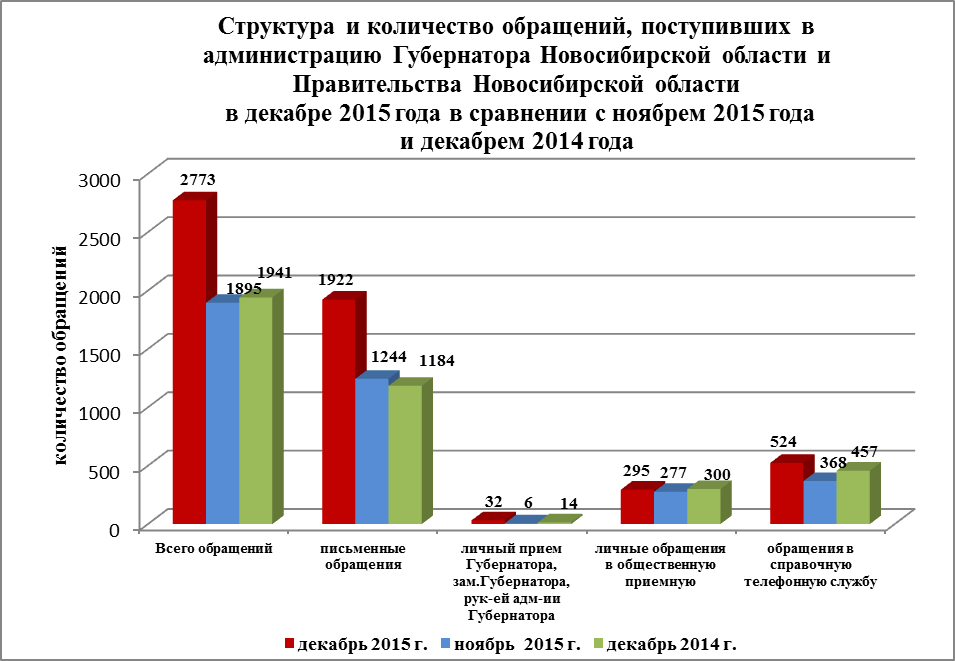 Структура и количество обращений, поступивших в
администрацию Губернатора Новосибирской области и
Правительства Новосибирской области
в декабре 2015 года в сравнении с ноябрем 2015 года
и декабрем 2014 года
количество обращений
3000
2500
2000
1500
1000
500
0
2773
1895
1941
1922
1244
1184
32
6
14
295
277
300
524
368
457
Всего обращений
письменные
обращения
личный прием
Губернатора,
зам.Губернатора,
рук-ей адм-ии
Губернатора
личные обращения
в общественную
приемную
обращения в
справочную
телефонную службу
декабрь 2015 г.
ноябрь 2015 г.
декабрь 2014 г.